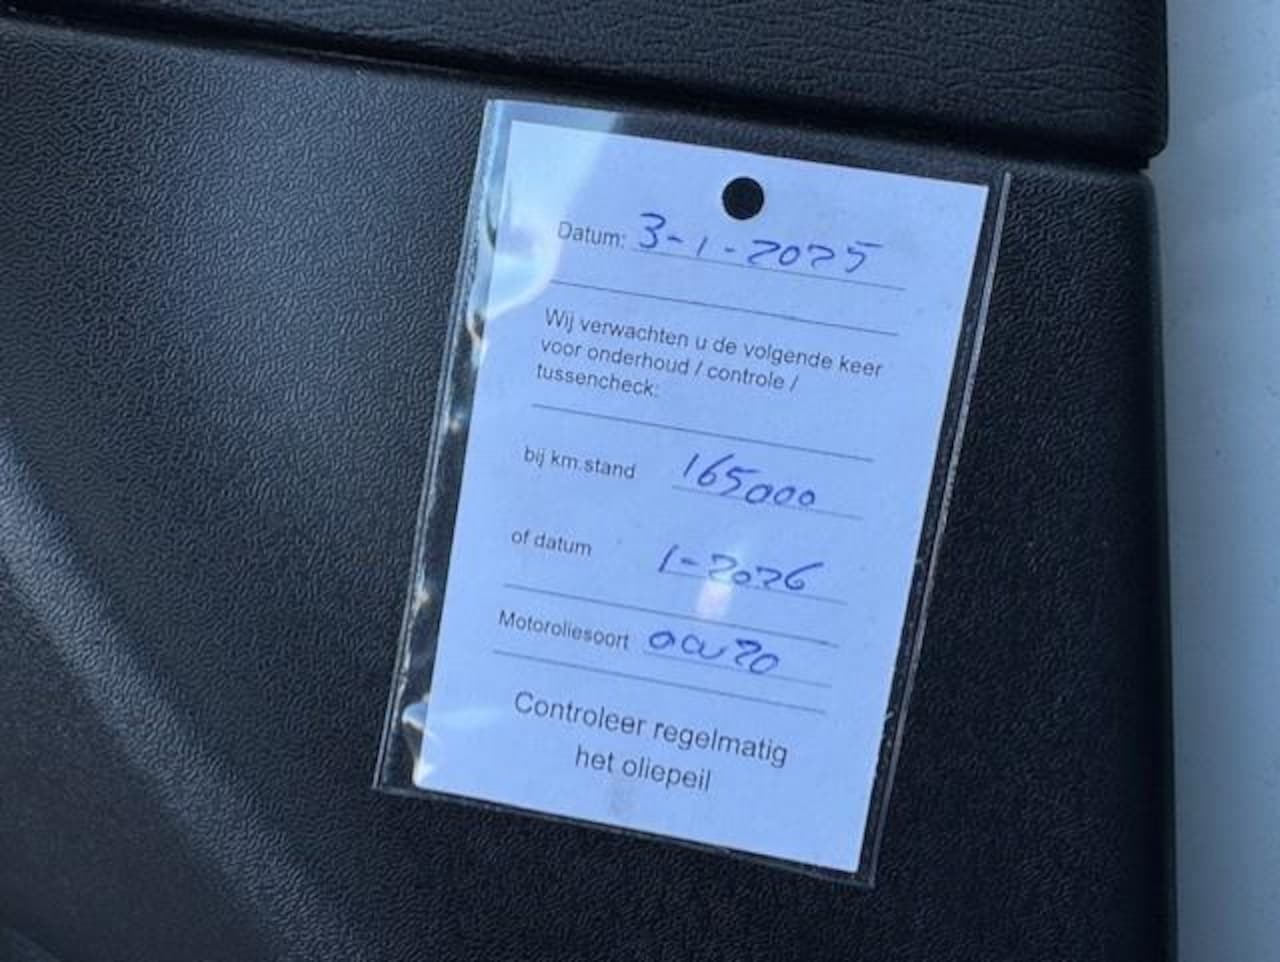 Datum: 3-1-2025
Wij verwachten u de volgende keer
voor onderhoud / controle /
tussencheck:
bij km.stand 165000
of datum 1-2026
Motoroliesoort
Controleer regelmatig
het oliepeil